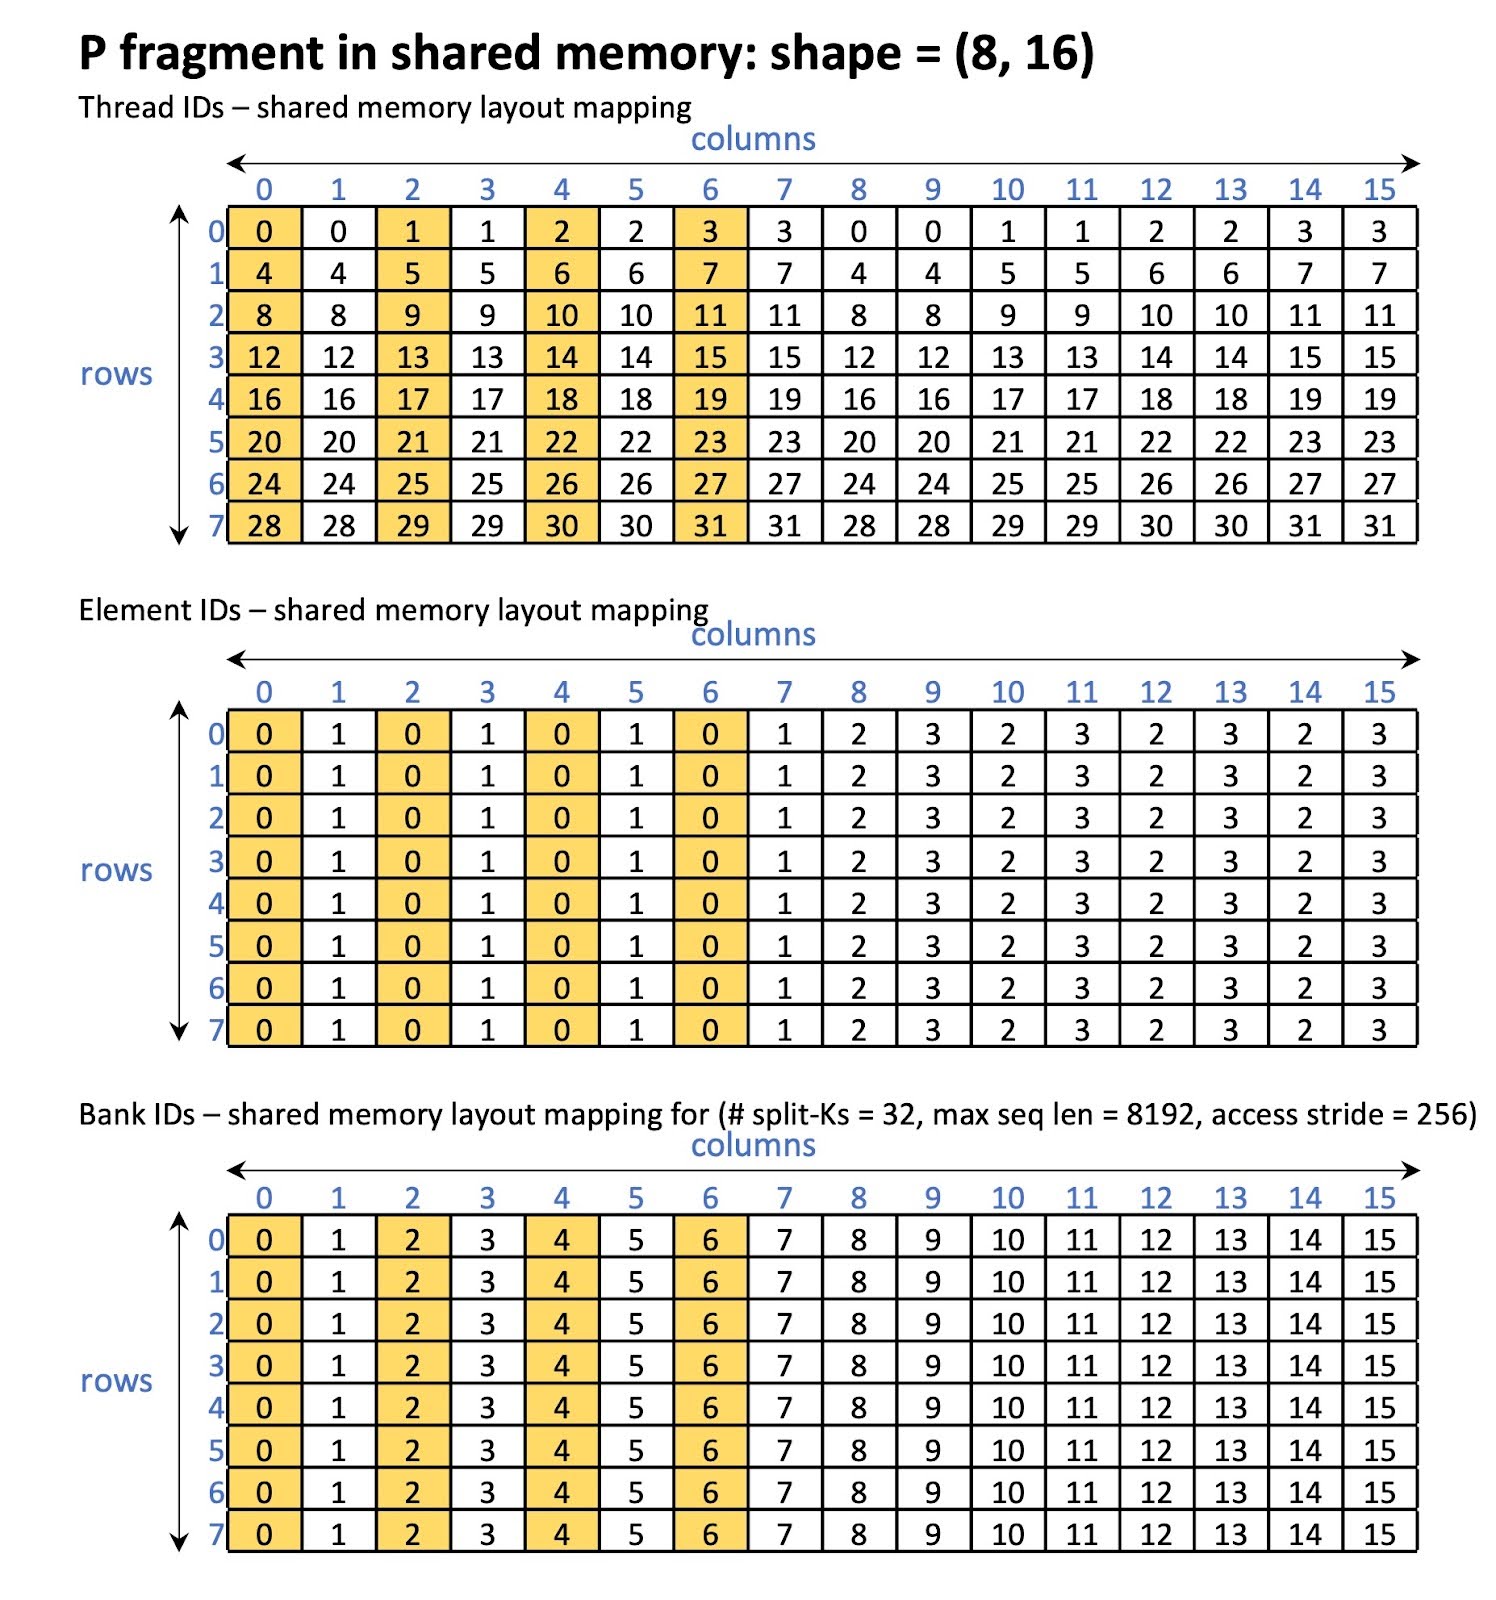 P fragment in shared memory: shape = (8, 16)
Thread IDs – shared memory layout mapping
columns
0 1 2 3 4 5 6 7 8 9 10 11 12 13 14 15
0 0 0 1 1 2 2 3 3 0 0 1 1 2 2 3 3
1 4 4 5 5 6 6 7 7 4 4 5 5 6 6 7 7
2 8 8 9 9 10 10 11 11 8 8 9 9 10 10 11 11
3 12 12 13 13 14 14 15 15 12 12 13 13 14 14 15 15
rows
4 16 16 17 17 18 18 19 19 16 16 17 17 18 18 19 19
5 20 20 21 21 22 22 23 23 20 20 21 21 22 22 23 23
6 24 24 25 25 26 26 27 27 24 24 25 25 26 26 27 27
7 28 28 29 29 30 30 31 31 28 28 29 29 30 30 31 31
Element IDs – shared memory layout mapping
columns
0 1 2 3 4 5 6 7 8 9 10 11 12 13 14 15
0 0 1 0 1 0 1 0 1 2 3 2 3 2 3 2 3
1 0 1 0 1 0 1 0 1 2 3 2 3 2 3 2 3
2 0 1 0 1 0 1 0 1 2 3 2 3 2 3 2 3
3 0 1 0 1 0 1 0 1 2 3 2 3 2 3 2 3
rows
4 0 1 0 1 0 1 0 1 2 3 2 3 2 3 2 3
5 0 1 0 1 0 1 0 1 2 3 2 3 2 3 2 3
6 0 1 0 1 0 1 0 1 2 3 2 3 2 3 2 3
7 0 1 0 1 0 1 0 1 2 3 2 3 2 3 2 3
Bank IDs – shared memory layout mapping for (# split-Ks = 32, max seq len = 8192, access stride = 256)
columns
0 1 2 3 4 5 6 7 8 9 10 11 12 13 14 15
0 0 1 2 3 4 5 6 7 8 9 10 11 12 13 14 15
1 0 1 2 3 4 5 6 7 8 9 10 11 12 13 14 15
2 0 1 2 3 4 5 6 7 8 9 10 11 12 13 14 15
3 0 1 2 3 4 5 6 7 8 9 10 11 12 13 14 15
rows
4 0 1 2 3 4 5 6 7 8 9 10 11 12 13 14 15
5 0 1 2 3 4 5 6 7 8 9 10 11 12 13 14 15
6 0 1 2 3 4 5 6 7 8 9 10 11 12 13 14 15
7 0 1 2 3 4 5 6 7 8 9 10 11 12 13 14 15